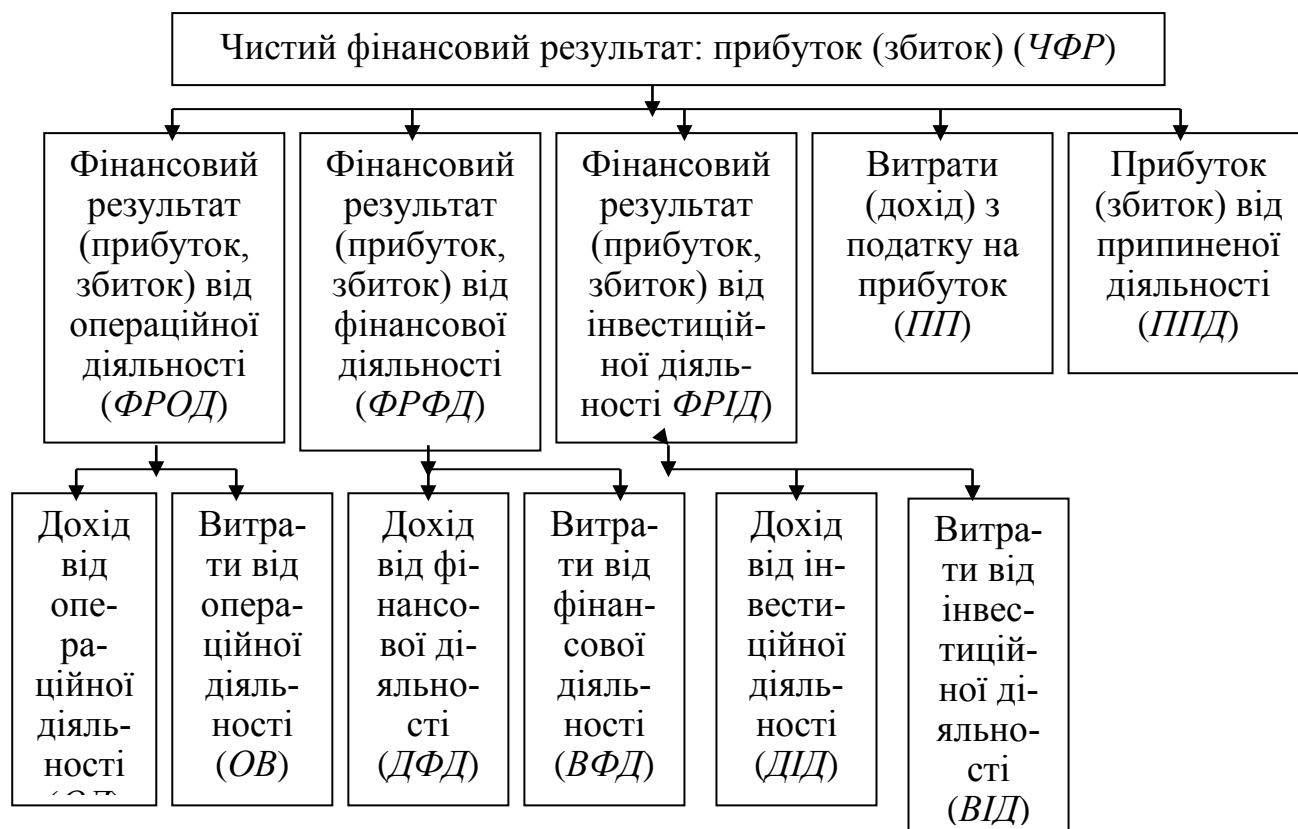 Чистий фінансовий результат: прибуток (збиток) (ЧФР)
Фінансовий
результат
(прибуток,
збиток) від
операційної
діяльності
(ФРОД)
Фінансовий
результат
(прибуток,
збиток) від
фінансової
діяльності
(ФРФД)
Фінансовий
результат
(прибуток,
збиток) від
інвестицій-
ної діяль-
ності ФРІД)
Витрати
(дохід) з
податку на
прибуток
(ПП)
Прибуток
(збиток) від
припиненої
діяльності
(ППД)
Дохід
від
опе-
ра-
ційної
діяль-
ності
Витра-
ти від
опера-
ційної
діяль-
ності
(ОВ)
Дохід
від фі-
нансо-
вої ді-
яльно-
сті
(ДФД)
Витра-
ти від
фінан-
сової
діяль-
ності
(ВФД)
Дохід
від ін-
вести-
ційної
діяль-
ності
(ДІД)
Витра-
ти від
інвес-
тицій-
ної ді-
яльно-
сті
(ВІД)